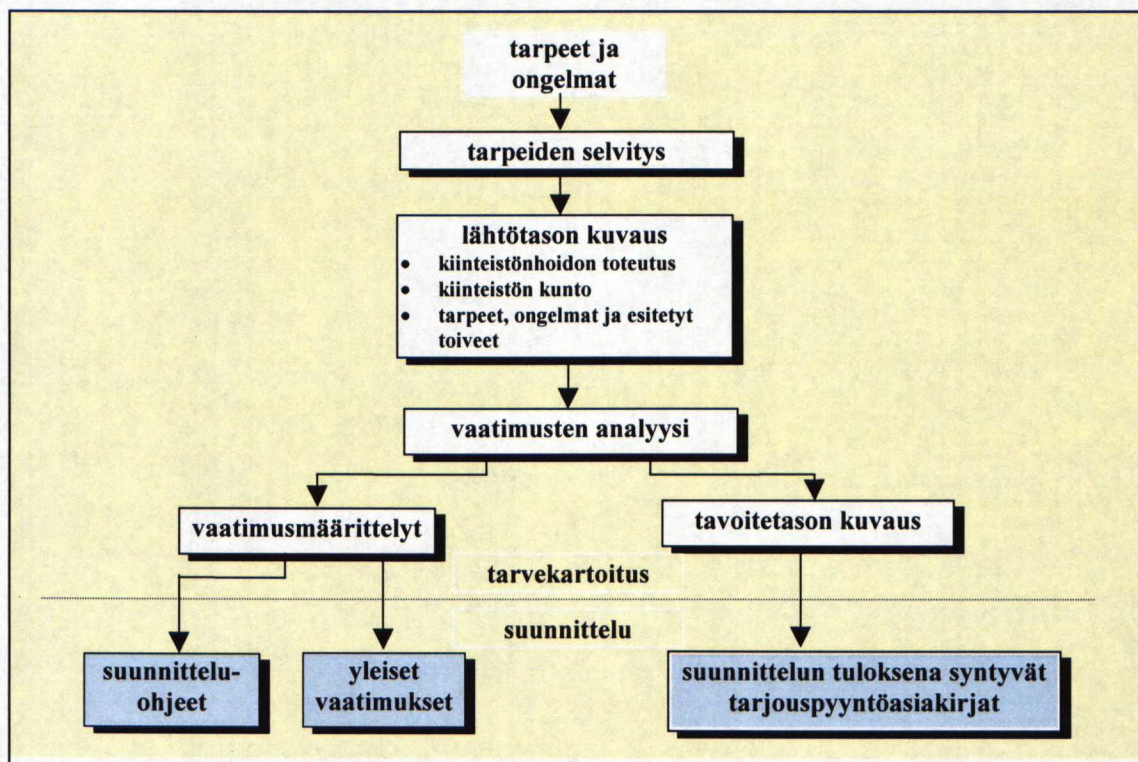 tarpeet ja
ongelmat
tarpeiden selvitys
lähtötason kuvaus
• kiinteistönhoidon toteutus
• kiinteistön kunto
• tarpeet, ongelmat ja esitetyt
toiveet
vaatimusten analyysi
vaatimusmäärittelyt
tavoitetason kuvaus
tarvekartoitus
suunnittelu
suunnittelu-
ohjeet
yleiset
vaatimukset
suunnittelun tuloksena syntyvät
tarjouspyyntöasiakirjat